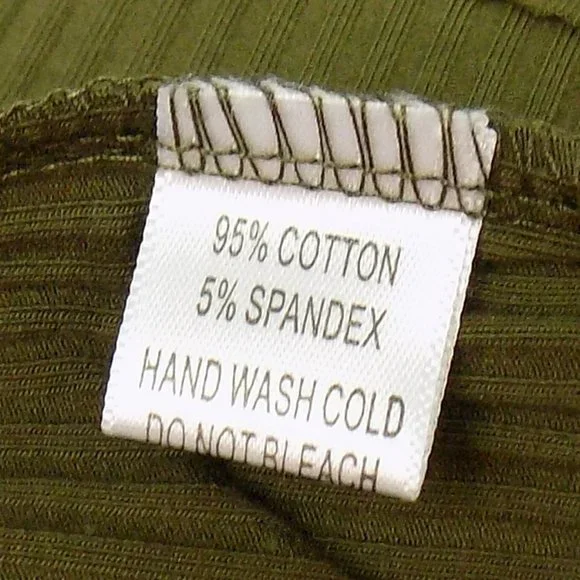 95% COTTON
5% SPANDEX
HAND WASH COLD
DO NOT BLEACH